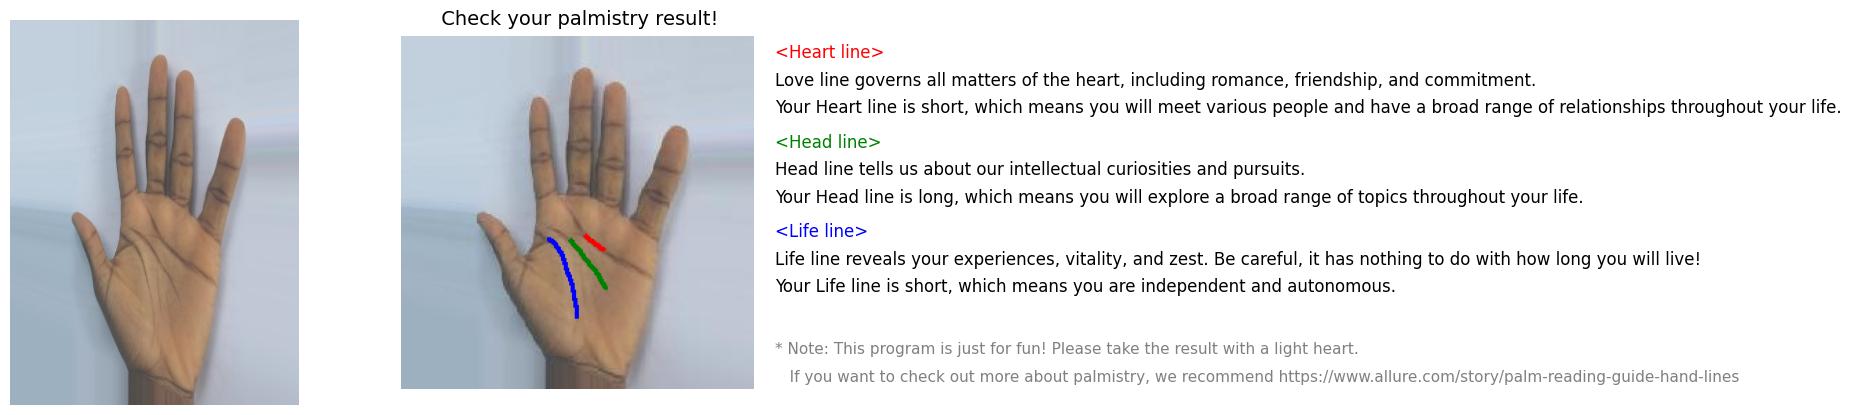 Check your palmistry result!
<Heart line>
Love line governs all matters of the heart, including romance, friendship, and commitment.
Your Heart line is short, which means you will meet various people and have a broad range of relationships throughout your life.
<Head line>
Head line tells us about our intellectual curiosities and pursuits.
Your Head line is long, which means you will explore a broad range of topics throughout your life.
<Life line>
Life line reveals your experiences, vitality, and zest. Be careful, it has nothing to do with how long you will live!
Your Life line is short, which means you are independent and autonomous.
* Note: This program is just for fun! Please take the result with a light heart.
If you want to check out more about palmistry, we recommend https://www.allure.com/story/palm-reading-guide-hand-lines